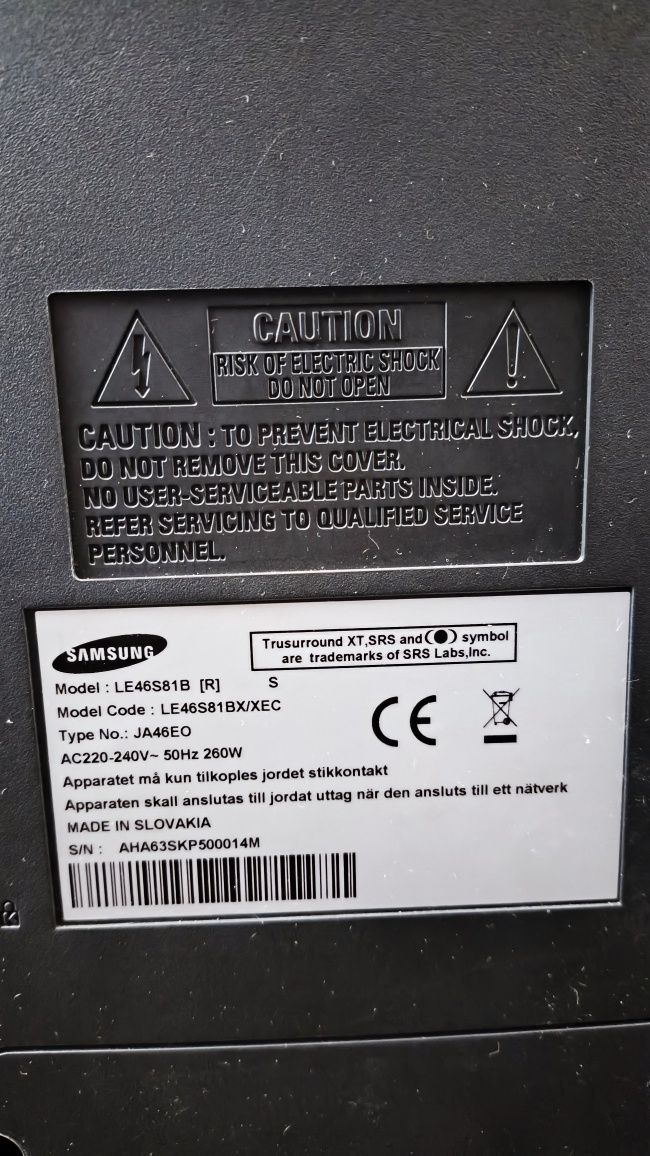 CAUTION
RISK OF ELECTRIC SHOCK
DO NOT OPEN
CAUTION : TO PREVENT ELECTRICAL SHOCK,
DO NOT REMOVE THIS COVER.
NO USER-SERVICEABLE PARTS INSIDE.
REFER SERVICING TO QUALIFIED SERVICE
PERSONNEL.
SAMSUNG
Trusurround XT,SRS and symbol
are trademarks of SRS Labs,Inc.
Model : LE46S81B [R] S
Model Code : LE46S81BX/XEC
Type No.: JA46EO
AC220-240V~ 50Hz 260W
CE
Apparatet må kun tilkoples jordet stikkontakt
Apparaten skall anslutas till jordat uttag när den ansluts till ett nätverk
MADE IN SLOVAKIA
S/N : AHA63SKP500014M